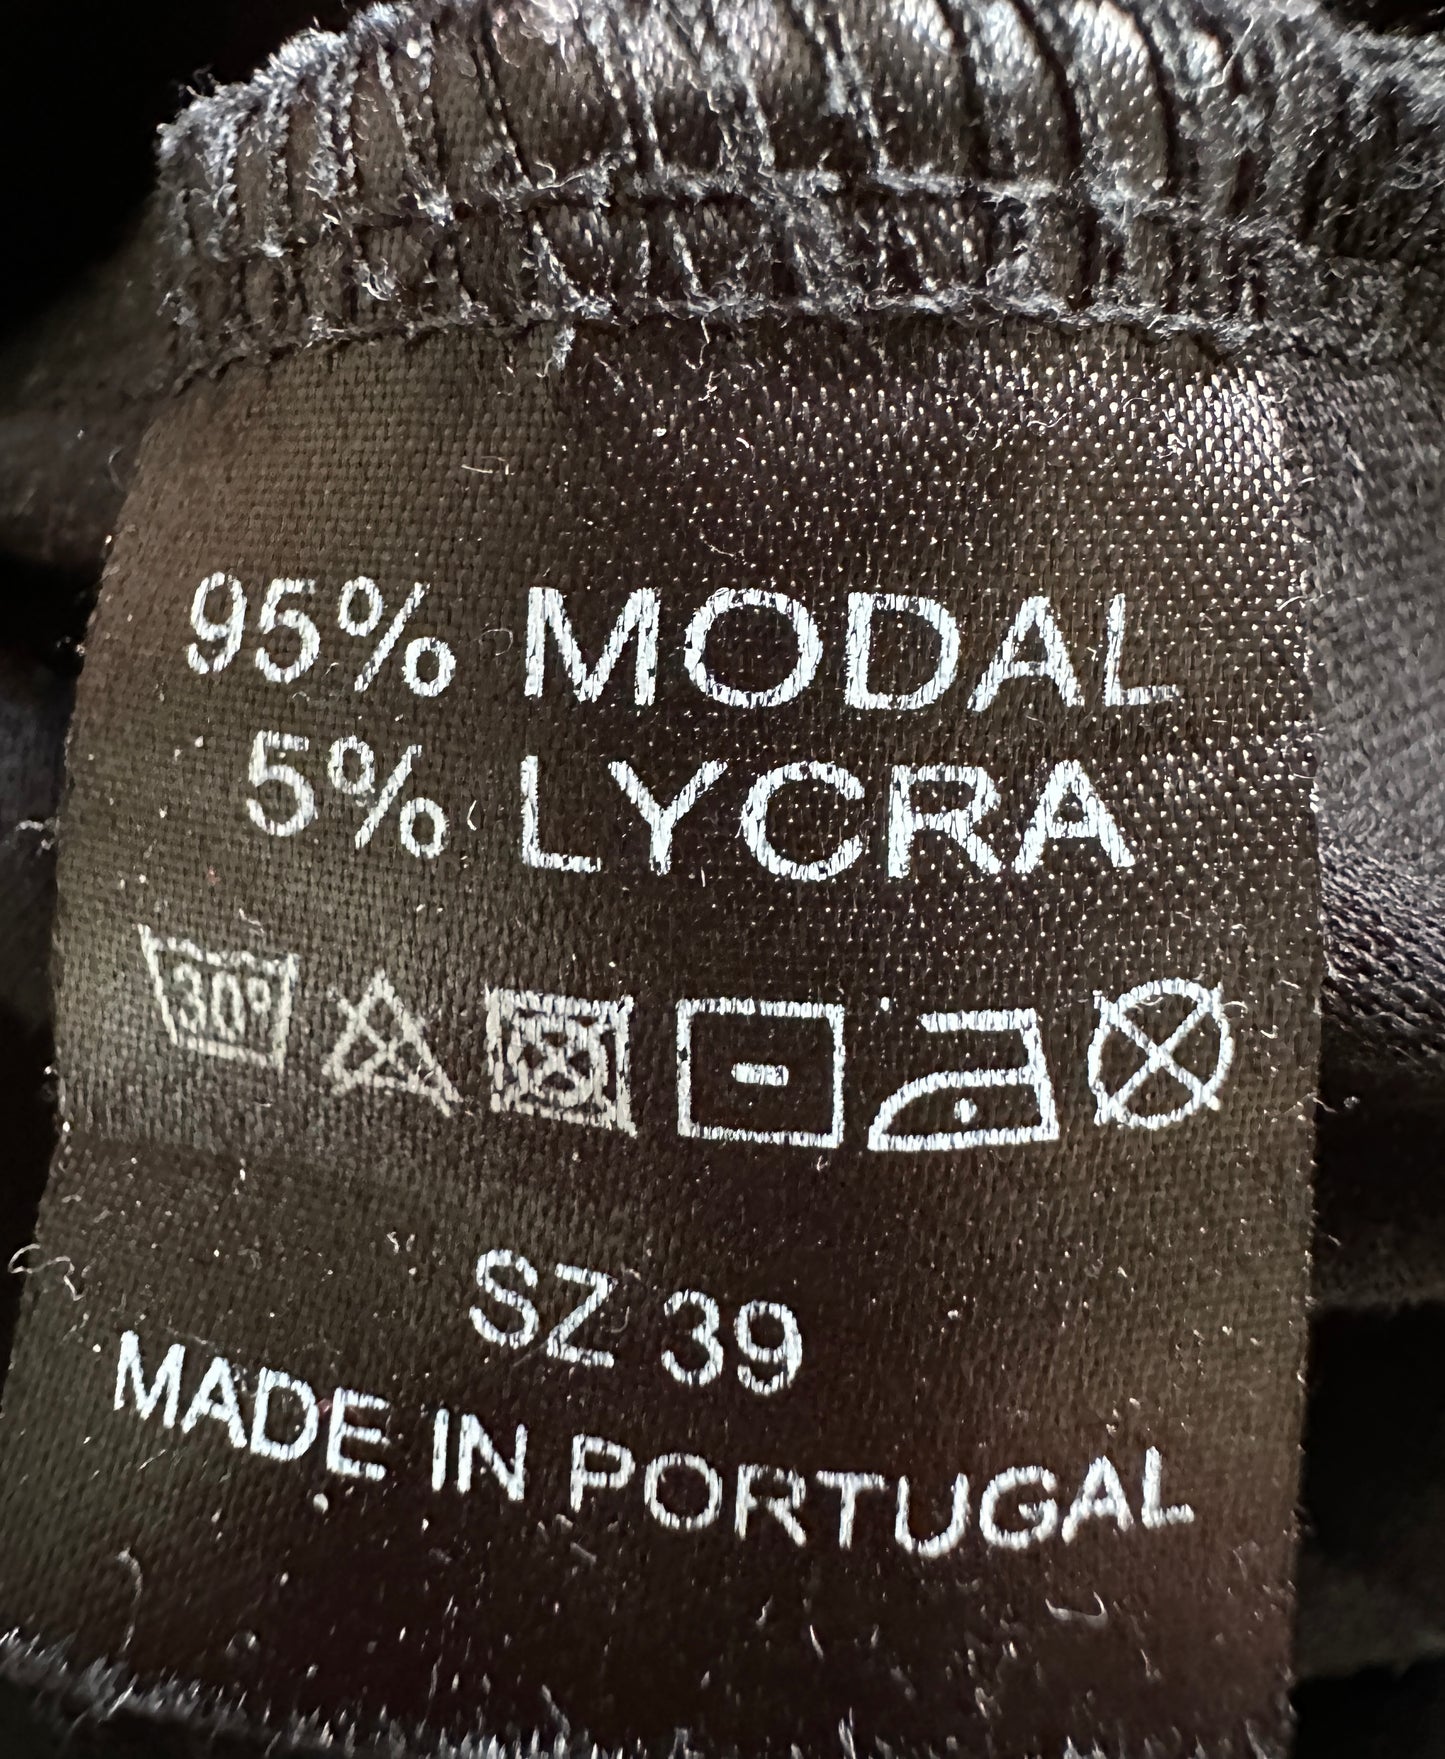 95% MODAL
5% LYCRA
30°
SZ 39
MADE IN PORTUGAL